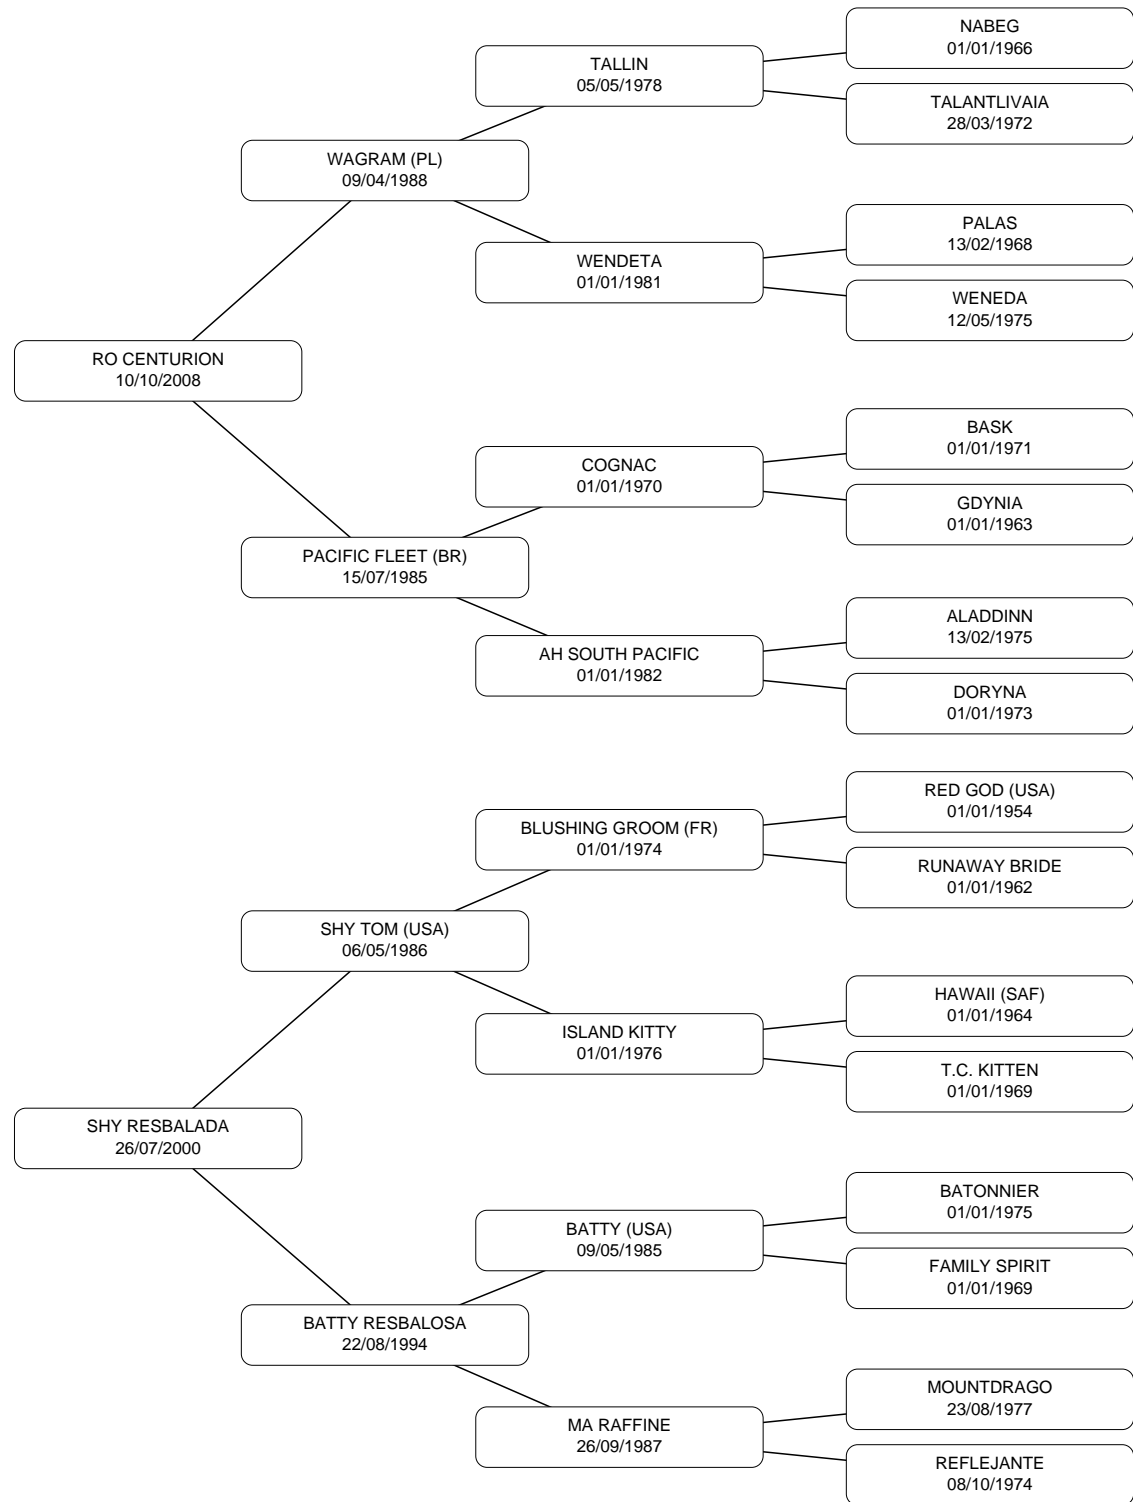 NABEG
01/01/1966
TALLIN
05/05/1978
TALANTLIVAIA
28/03/1972
WAGRAM (PL)
09/04/1988
PALAS
13/02/1968
WENDETA
01/01/1981
WENEDA
12/05/1975
RO CENTURION
10/10/2008
BASK
01/01/1971
COGNAC
01/01/1970
GDYNIA
01/01/1963
PACIFIC FLEET (BR)
15/07/1985
ALADDINN
13/02/1975
AH SOUTH PACIFIC
01/01/1982
DORYNA
01/01/1973
RED GOD (USA)
01/01/1954
BLUSHING GROOM (FR)
01/01/1974
RUNAWAY BRIDE
01/01/1962
SHY TOM (USA)
06/05/1986
HAWAII (SAF)
01/01/1964
ISLAND KITTY
01/01/1976
T.C. KITTEN
01/01/1969
SHY RESBALADA
26/07/2000
BATONNIER
01/01/1975
BATTY (USA)
09/05/1985
FAMILY SPIRIT
01/01/1969
BATTY RESBALOSA
22/08/1994
MOUNTDRAGO
23/08/1977
MA RAFFINE
26/09/1987
REFLEJANTE
08/10/1974